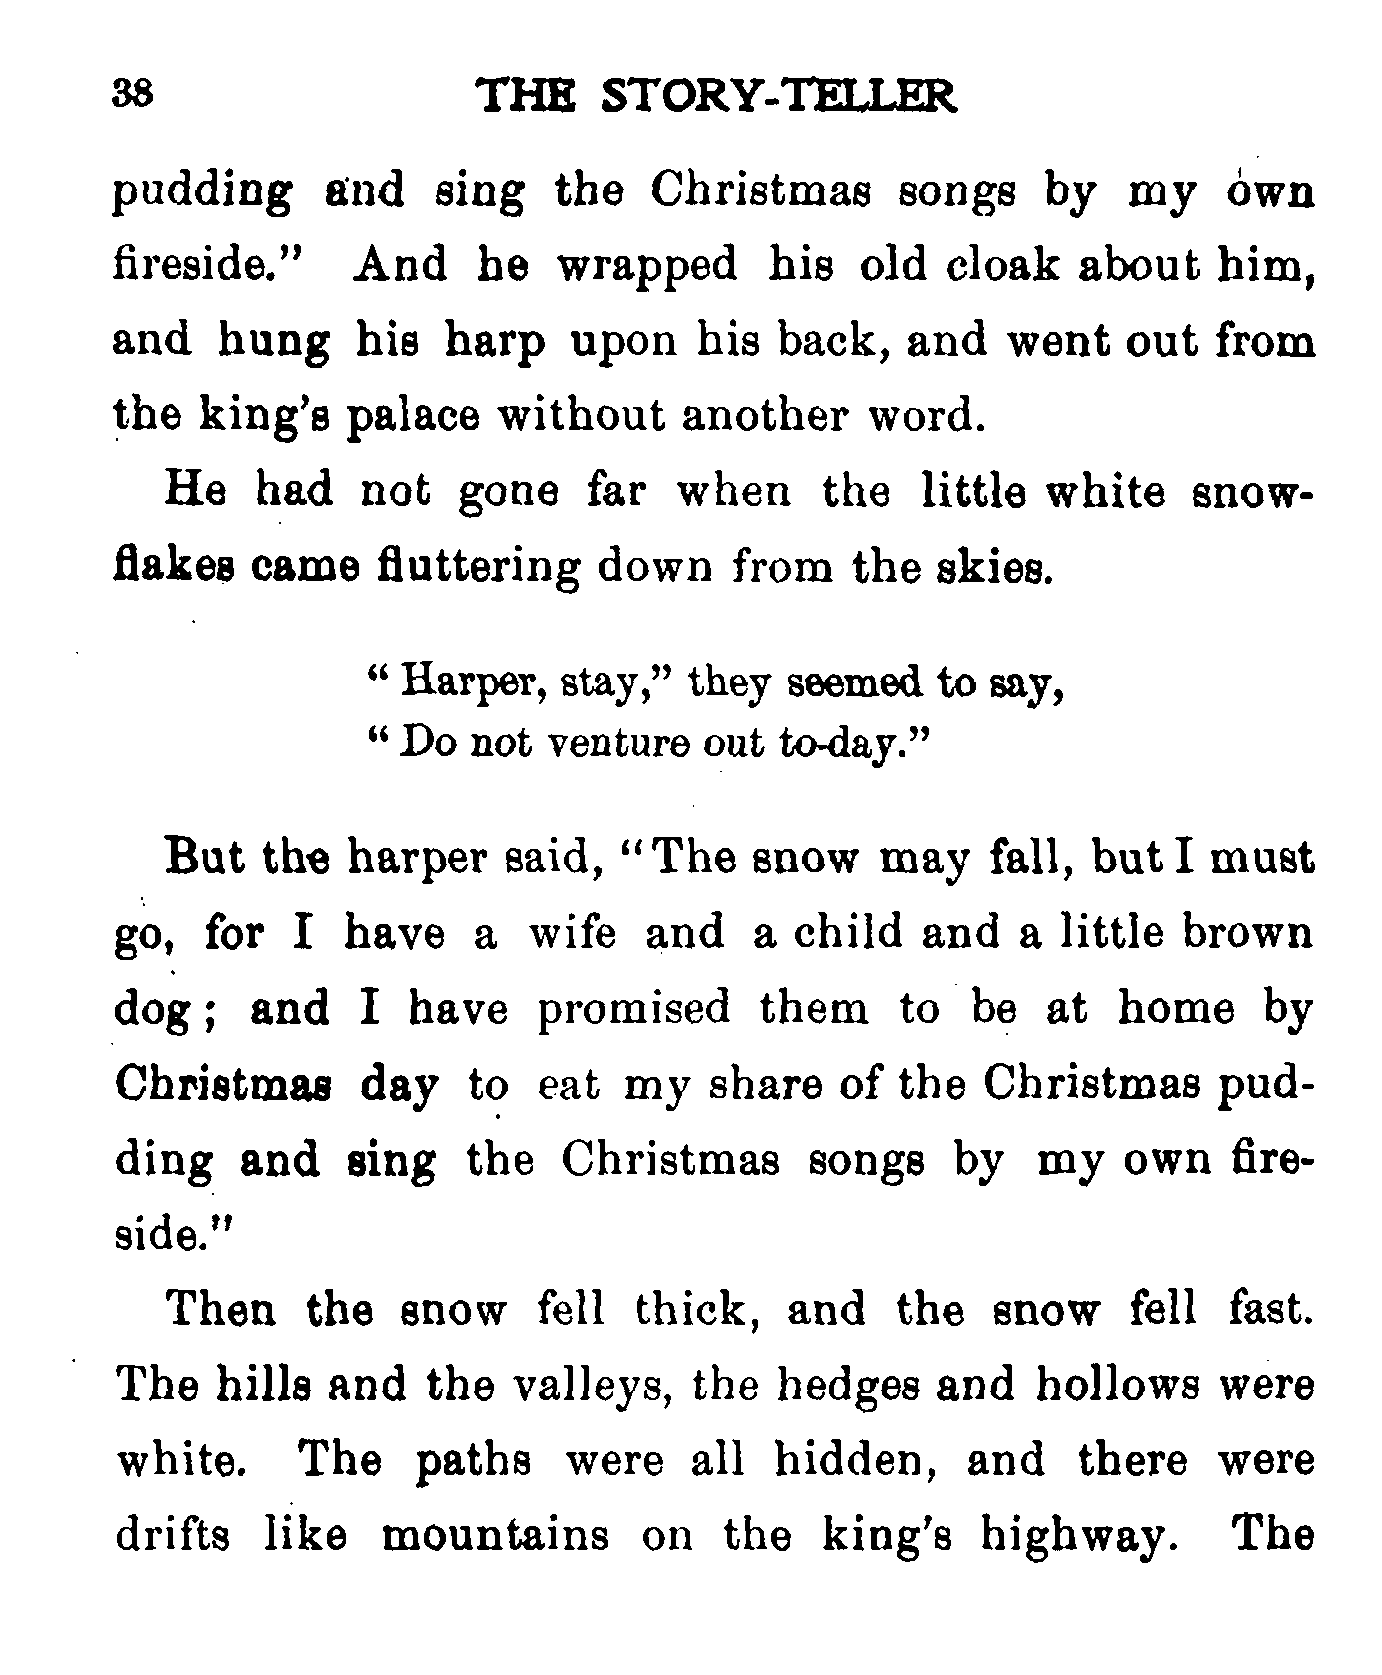 38 THE STORY-TELLER
pudding and sing the Christmas songs by my own
fireside.” And he wrapped his old cloak about him,
and hung his harp upon his back, and went out from
the king’s palace without another word.
He had not gone far when the little white snow-
flakes came fluttering down from the skies.
“ Harper, stay,” they seemed to say,
“ Do not venture out to-day.”
But the harper said, “The snow may fall, but I must
go, for I have a wife and a child and a little brown
dog ; and I have promised them to be at home by
Christmas day to eat my share of the Christmas pud-
ding and sing the Christmas songs by my own fire-
side.”
Then the snow fell thick, and the snow fell fast.
The hills and the valleys, the hedges and hollows were
white. The paths were all hidden, and there were
drifts like mountains on the king’s highway. The